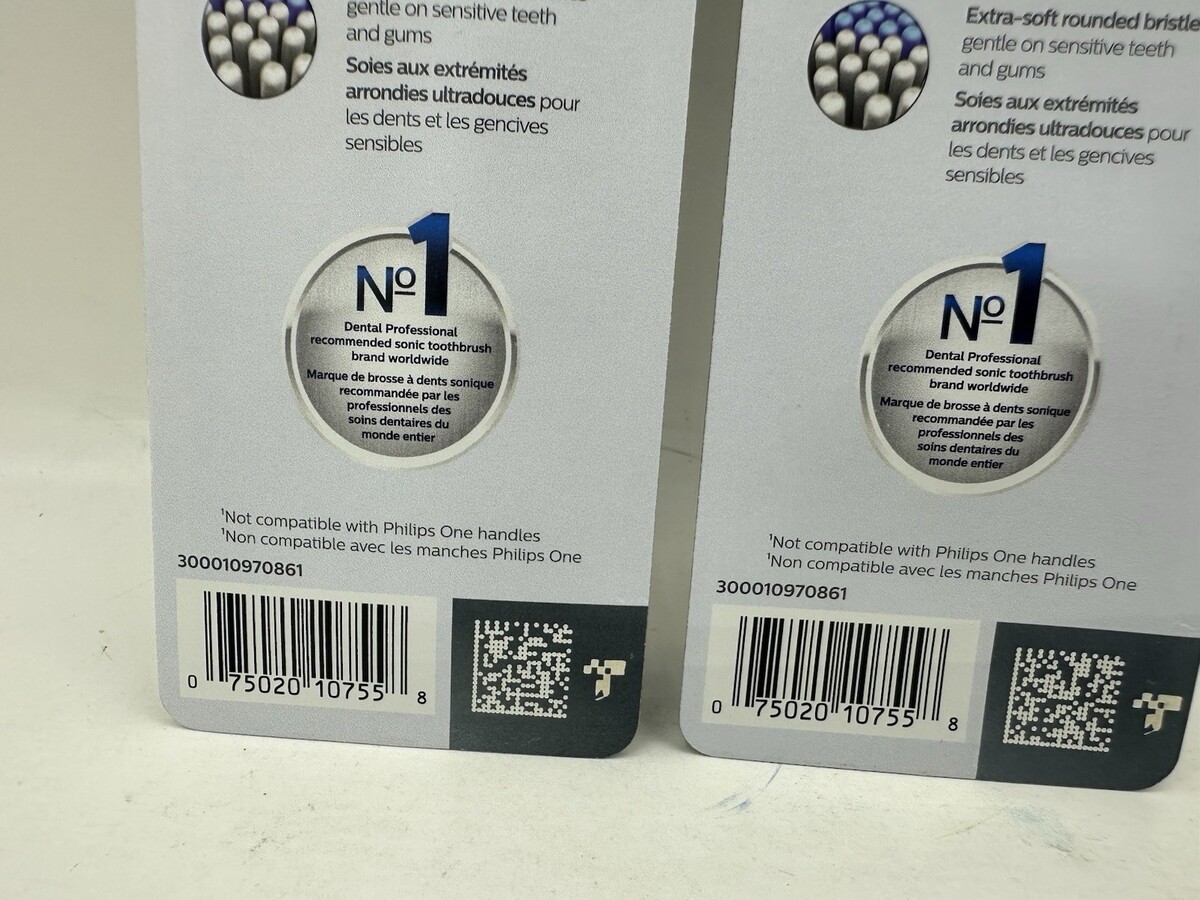 gentle on sensitive teeth
and gums
Soies aux extrémités
arrondies ultradouces pour
les dents et les gencives
sensibles
Nº1
Dental Professional
recommended sonic toothbrush
brand worldwide
Marque de brosse à dents sonique
recommandée par les
professionnels des
soins dentaires du
monde entier
¹Not compatible with Philips One handles
¹Non compatible avec les manches Philips One
300010970861
0 75020 10755 8
Extra-soft rounded bristle
gentle on sensitive teeth
and gums
Soies aux extrémités
arrondies ultradouces pour
les dents et les gencives
sensibles
Nº1
Dental Professional
recommended sonic toothbrush
brand worldwide
Marque de brosse à dents sonique
recommandée par les
professionnels des
soins dentaires du
monde entier
¹Not compatible with Philips One handles
¹Non compatible avec les manches Philips One
300010970861
0 75020 10755 8